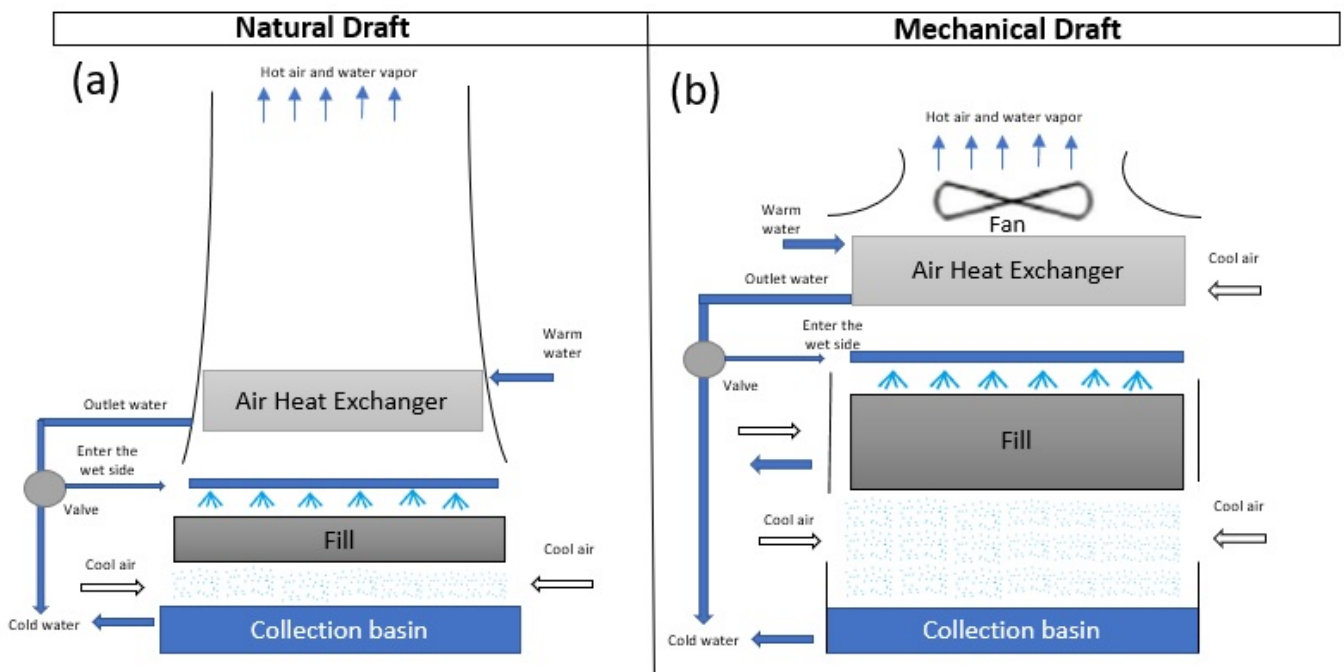 Natural Draft
Mechanical Draft
(a)
Hot air and water vapor
Warm
water
Air Heat Exchanger
Outlet water
Enter the
wet side
Valve
Fill
Cool air
Cool air
Cold water
Collection basin
(b)
Hot air and water vapor
Fan
Warm
water
Air Heat Exchanger
Cool air
Outlet water
Enter the
wet side
Valve
Fill
Cool air
Cool air
Cold water
Collection basin